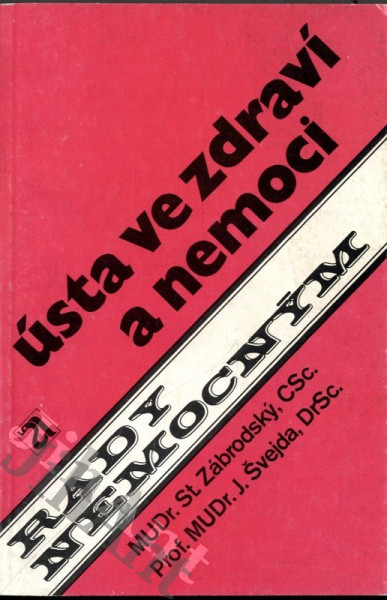 ústa ve zdraví
a nemoci
RADY
NEMOCNÝM
MUDr. St. Zábrodský, CSc.
Prof. MUDr. J. Švejda, DrSc.